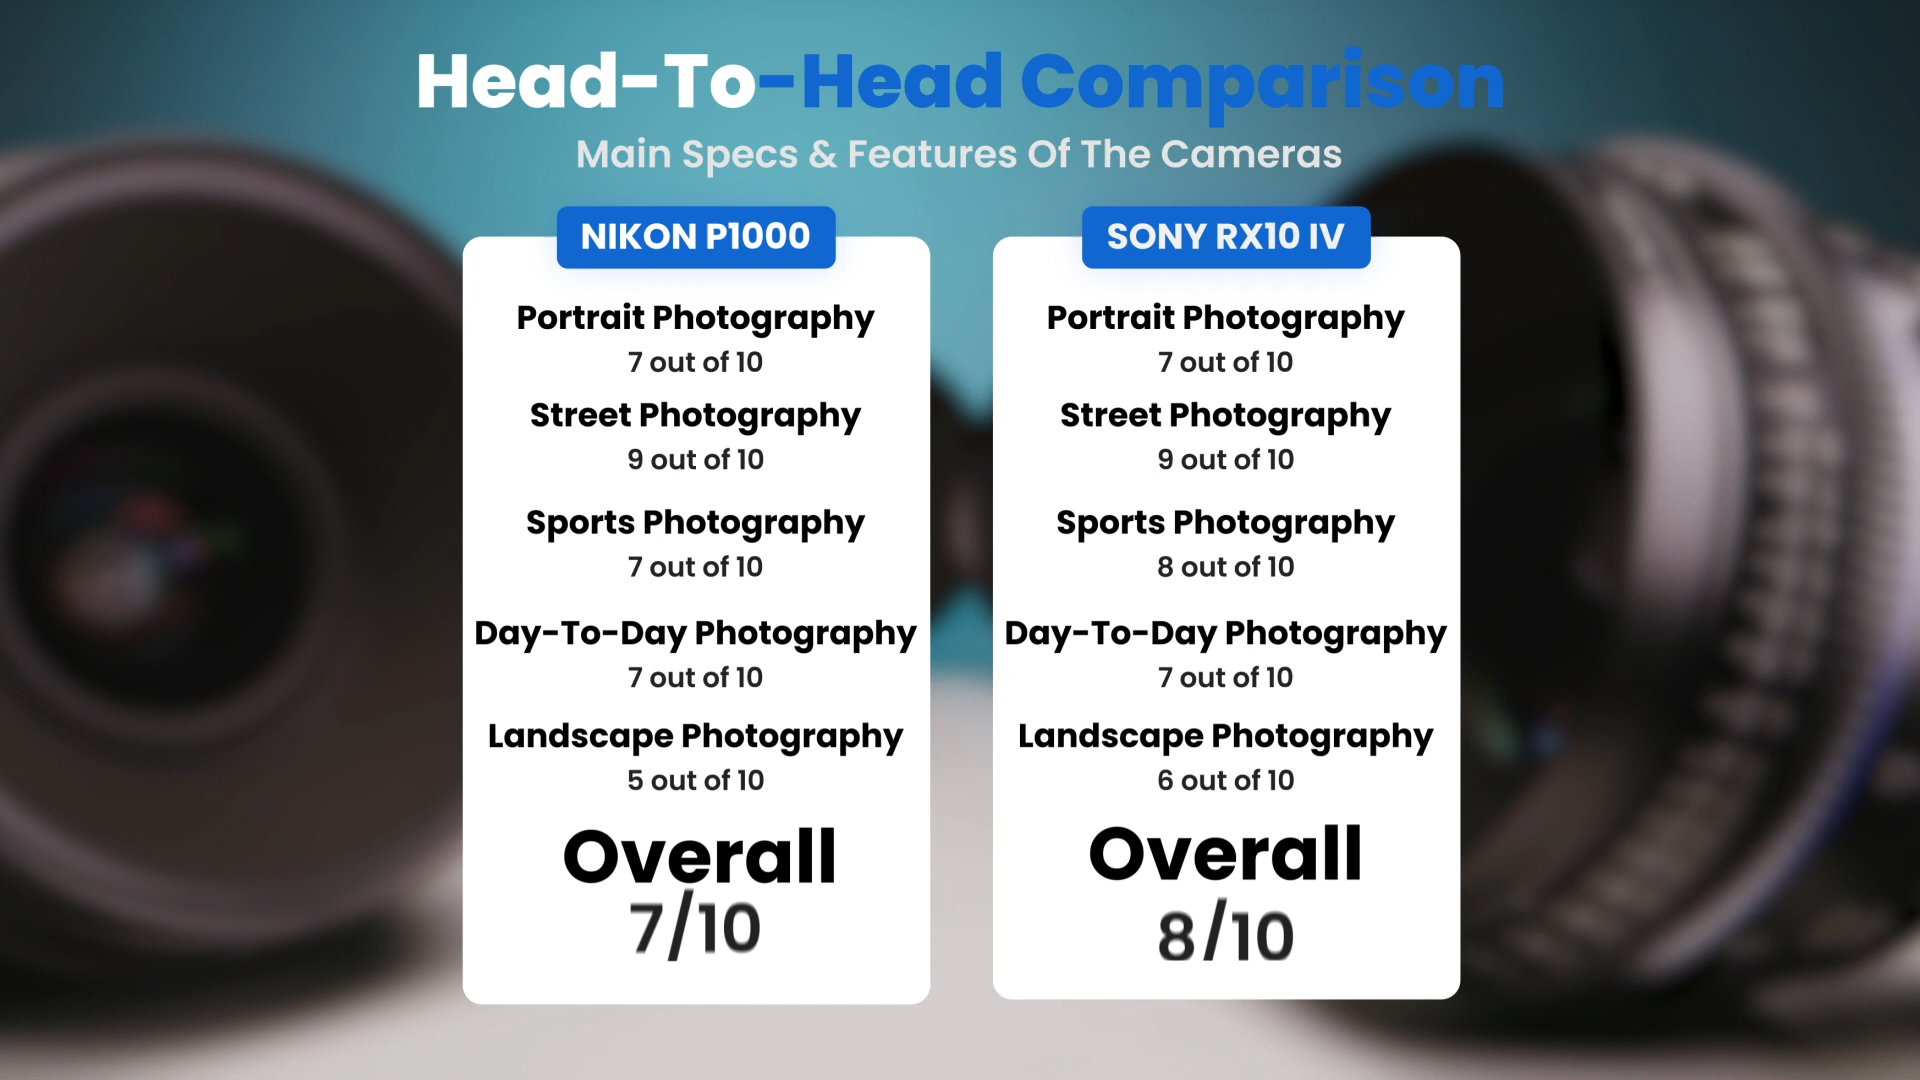 Head-To-Head Comparison
Main Specs & Features Of The Cameras
NIKON P1000
Portrait Photography
7 out of 10
Street Photography
9 out of 10
Sports Photography
7 out of 10
Day-To-Day Photography
7 out of 10
Landscape Photography
5 out of 10
Overall
7/10
SONY RX10 IV
Portrait Photography
7 out of 10
Street Photography
9 out of 10
Sports Photography
8 out of 10
Day-To-Day Photography
7 out of 10
Landscape Photography
6 out of 10
Overall
8/10